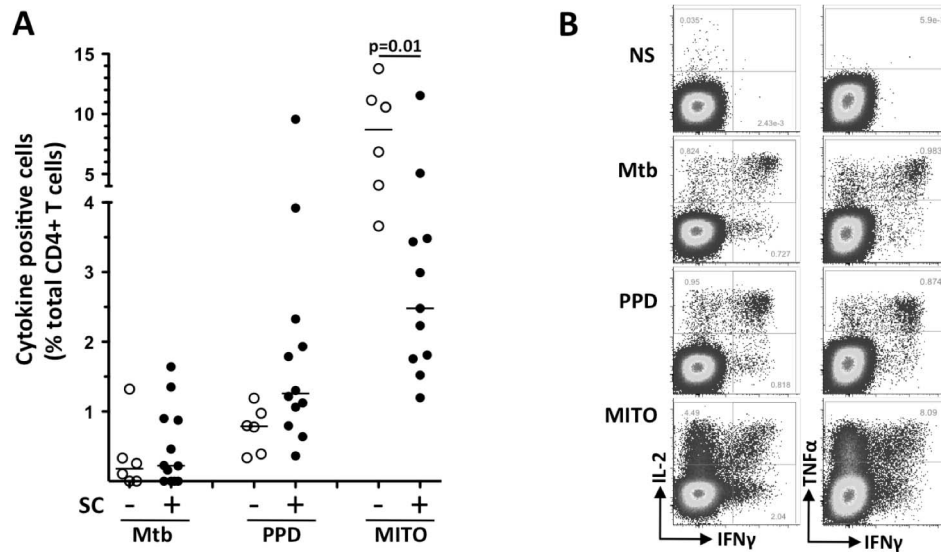 A
p=0.01
15
10
5
4
3
2
1
Cytokine positive cells
(% total CD4+ T cells)
SC - + - + - +
Mtb PPD MITO
B
NS
0.035
2.43e-3
5.9e-
Mtb
0.824
0.727
0.983
PPD
0.95
0.818
0.874
MITO
4.49
2.04
8.09
IL-2
IFNγ
TNFα
IFNγ